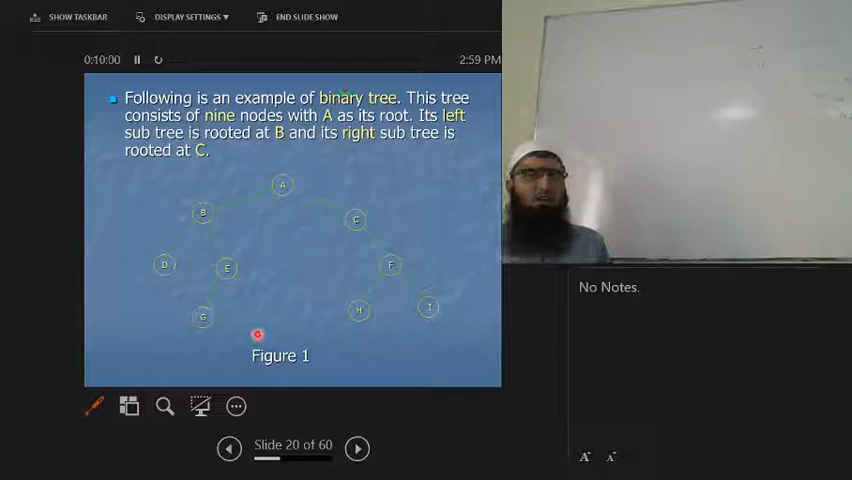 SHOW TASKBAR
DISPLAY SETTINGS ▼
END SLIDE SHOW
0:10:00
2:59 PM
Following is an example of binary tree. This tree
consists of nine nodes with A as its root. Its left
sub tree is rooted at B and its right sub tree is
rooted at C.
A
B
C
D
E
F
G
H
I
Figure 1
No Notes.
Slide 20 of 60
A
A